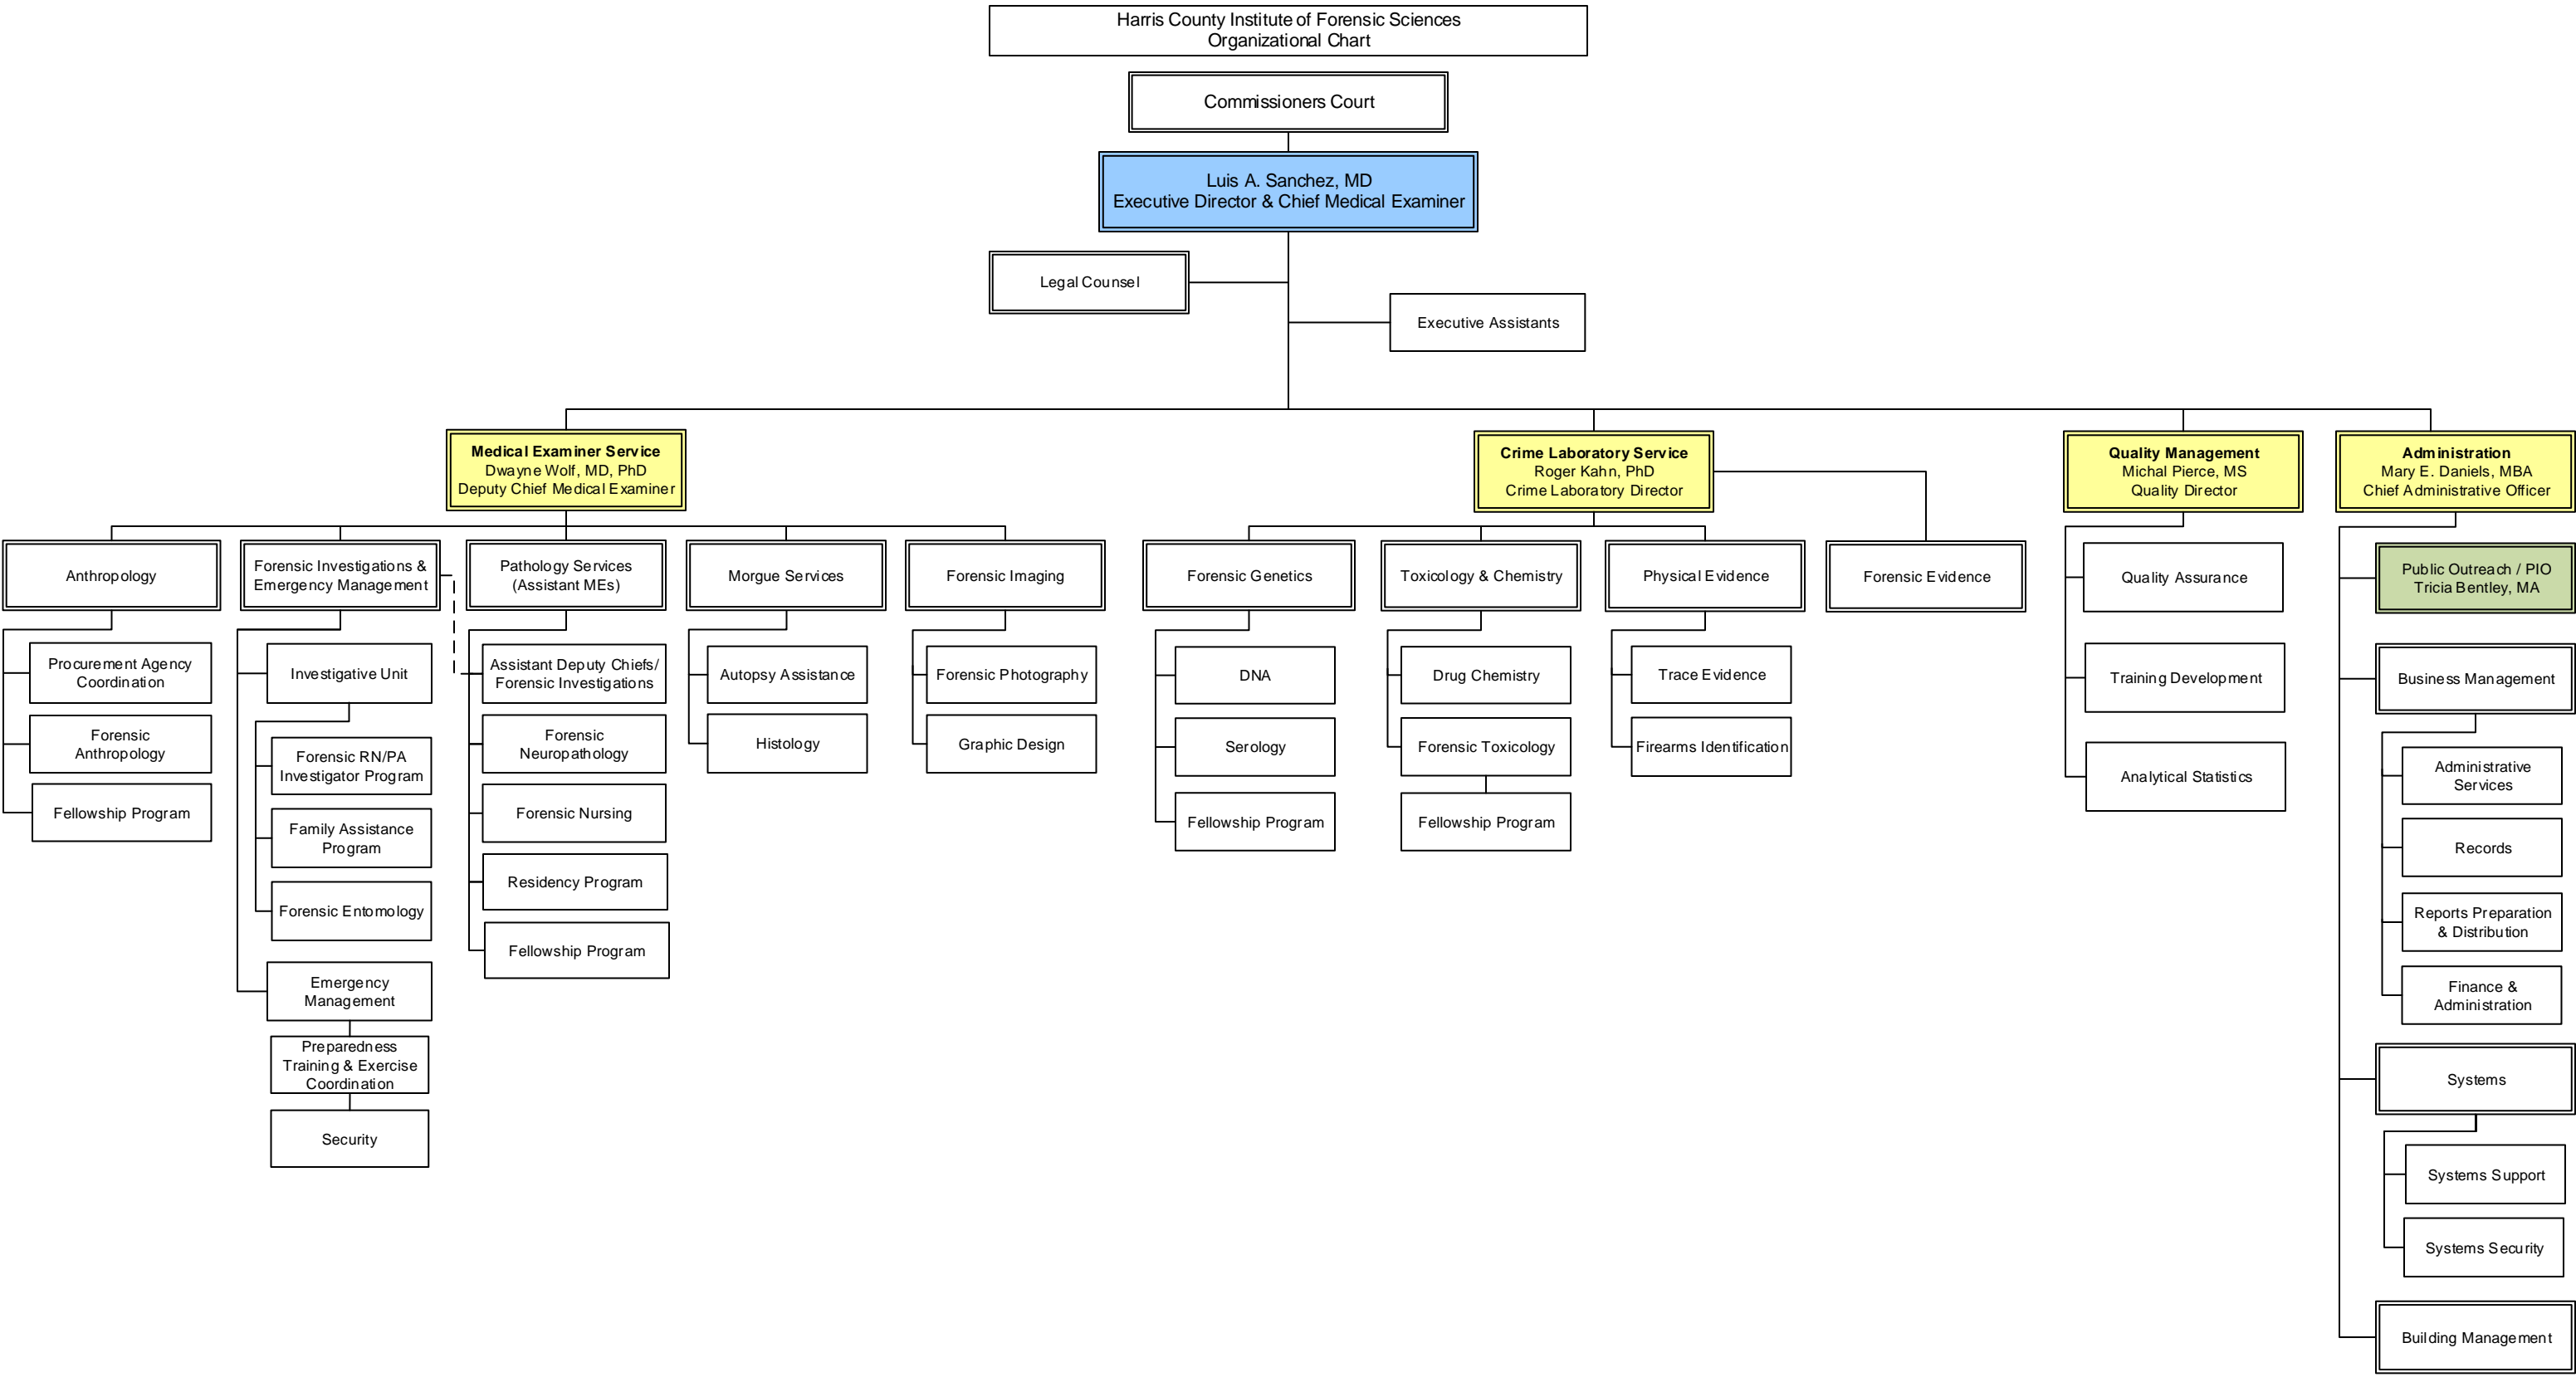 Harris County Institute of Forensic Sciences
Organizational Chart
Commissioners Court
Luis A. Sanchez, MD
Executive Director & Chief Medical Examiner
Legal Counsel
Executive Assistants
Medical Examiner Service
Dwayne Wolf, MD, PhD
Deputy Chief Medical Examiner
Crime Laboratory Service
Roger Kahn, PhD
Crime Laboratory Director
Quality Management
Michal Pierce, MS
Quality Director
Administration
Mary E. Daniels, MBA
Chief Administrative Officer
Anthropology
Procurement Agency
Coordination
Forensic
Anthropology
Fellowship Program
Forensic Investigations &
Emergency Management
Investigative Unit
Forensic RN/PA
Investigator Program
Family Assistance
Program
Forensic Entomology
Emergency
Management
Preparedness
Training & Exercise
Coordination
Security
Pathology Services
(Assistant MEs)
Assistant Deputy Chiefs/
Forensic Investigations
Forensic
Neuropathology
Forensic Nursing
Residency Program
Fellowship Program
Morgue Services
Autopsy Assistance
Histology
Forensic Imaging
Forensic Photography
Graphic Design
Forensic Genetics
DNA
Serology
Fellowship Program
Toxicology & Chemistry
Drug Chemistry
Forensic Toxicology
Fellowship Program
Physical Evidence
Trace Evidence
Firearms Identification
Forensic Evidence
Quality Assurance
Training Development
Analytical Statistics
Public Outreach / PIO
Tricia Bentley, MA
Business Management
Administrative
Services
Records
Reports Preparation
& Distribution
Finance &
Administration
Systems
Systems Support
Systems Security
Building Management